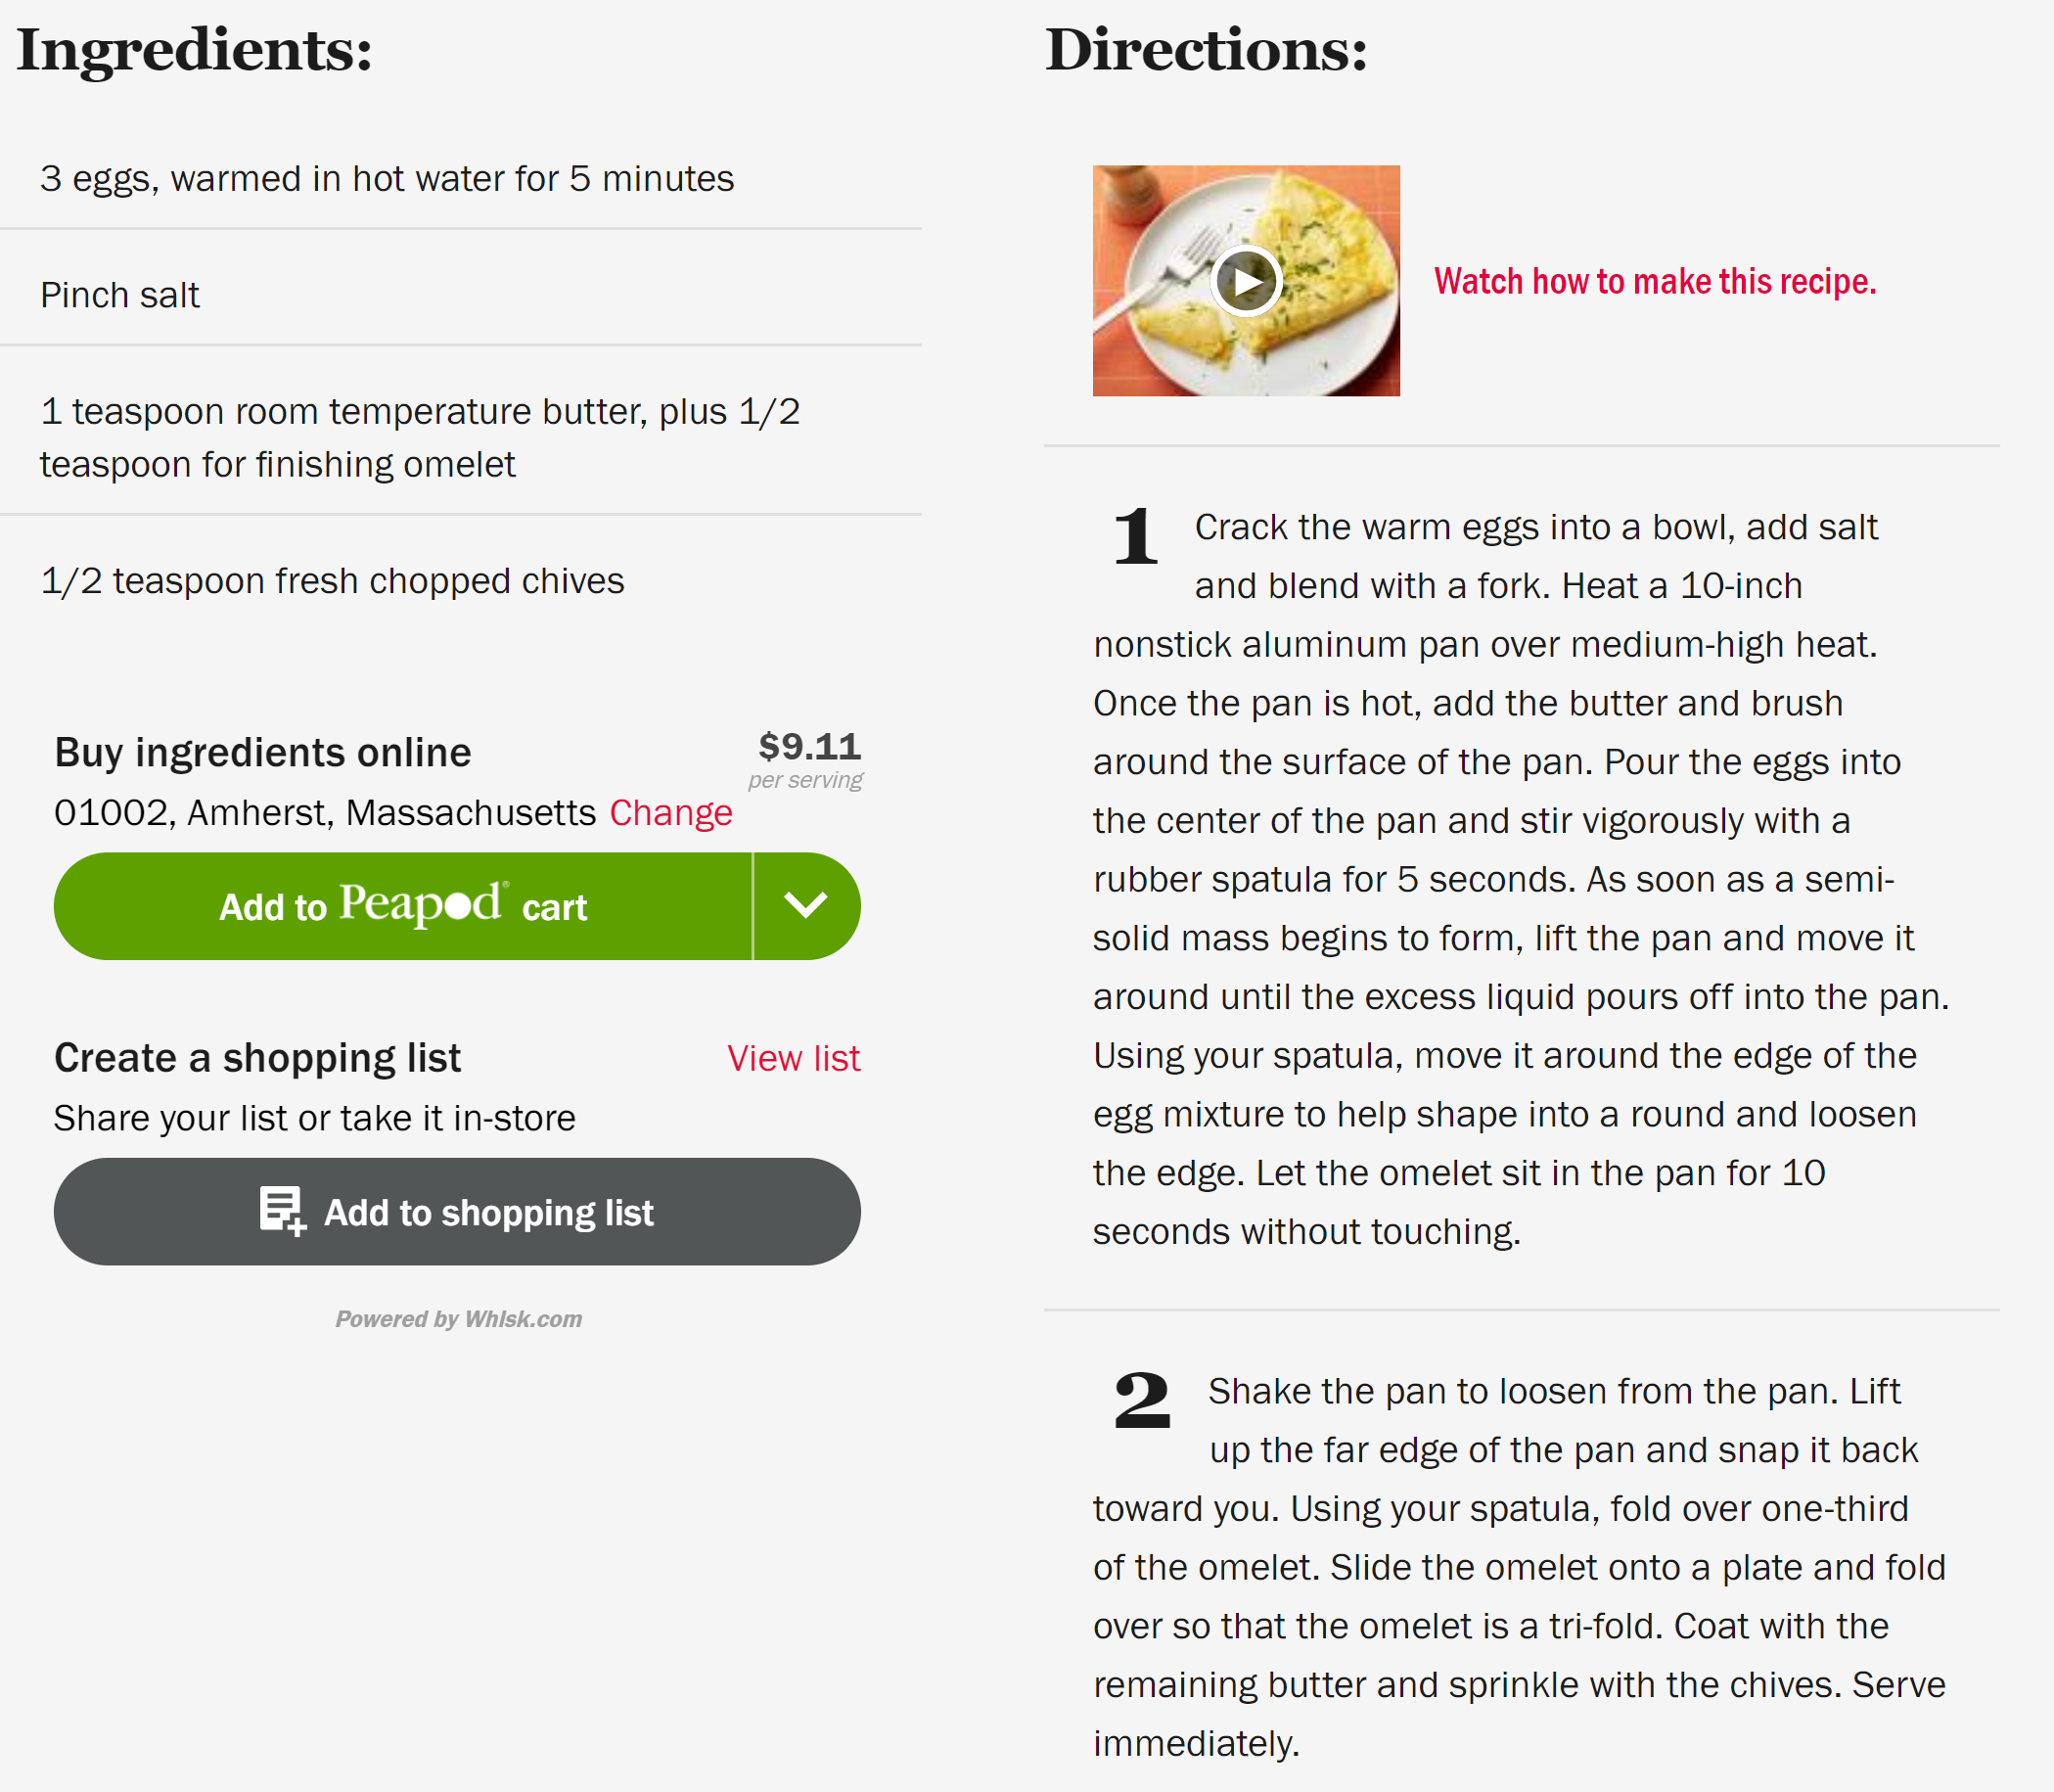 Ingredients:
3 eggs, warmed in hot water for 5 minutes
Pinch salt
1 teaspoon room temperature butter, plus 1/2
teaspoon for finishing omelet
1/2 teaspoon fresh chopped chives
Buy ingredients online
$9.11
per serving
01002, Amherst, Massachusetts Change
Add to Peapod® cart
Create a shopping list
View list
Share your list or take it in-store
Add to shopping list
Powered by Whisk.com
Directions:
Watch how to make this recipe.
1 Crack the warm eggs into a bowl, add salt
and blend with a fork. Heat a 10-inch
nonstick aluminum pan over medium-high heat.
Once the pan is hot, add the butter and brush
around the surface of the pan. Pour the eggs into
the center of the pan and stir vigorously with a
rubber spatula for 5 seconds. As soon as a semi-
solid mass begins to form, lift the pan and move it
around until the excess liquid pours off into the pan.
Using your spatula, move it around the edge of the
egg mixture to help shape into a round and loosen
the edge. Let the omelet sit in the pan for 10
seconds without touching.
2 Shake the pan to loosen from the pan. Lift
up the far edge of the pan and snap it back
toward you. Using your spatula, fold over one-third
of the omelet. Slide the omelet onto a plate and fold
over so that the omelet is a tri-fold. Coat with the
remaining butter and sprinkle with the chives. Serve
immediately.